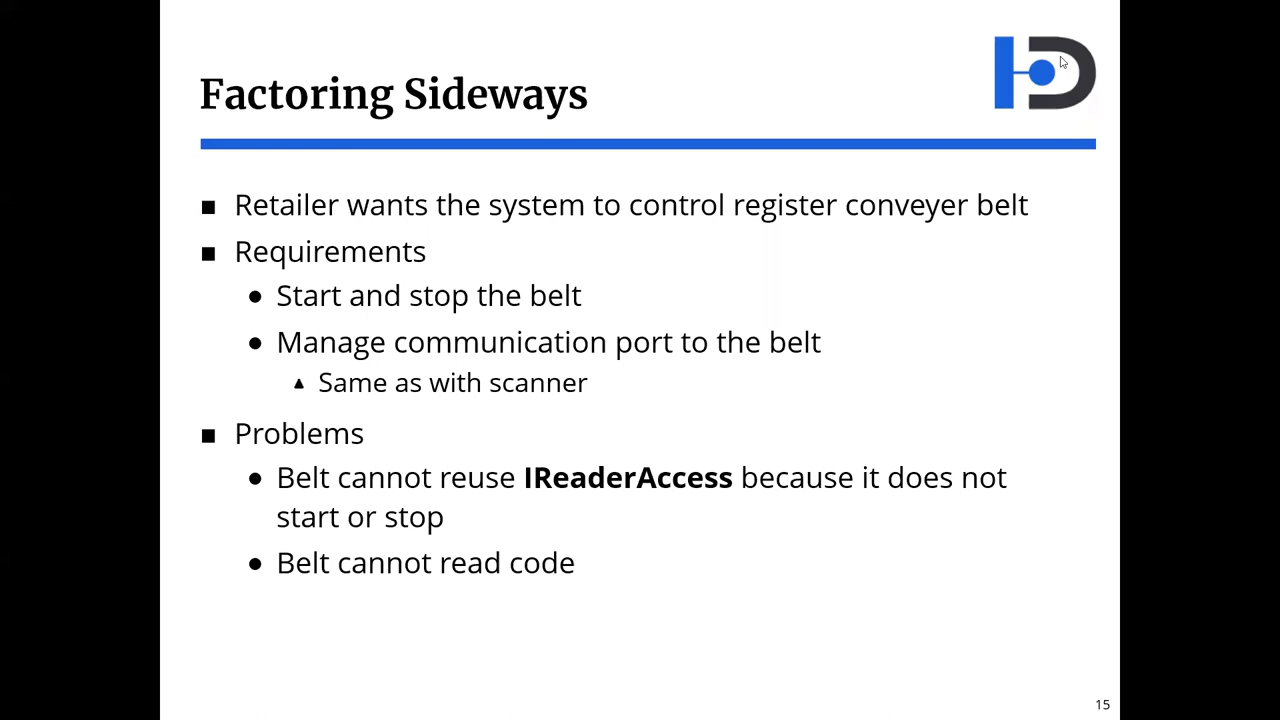 Factoring Sideways
Retailer wants the system to control register conveyer belt
Requirements
Start and stop the belt
Manage communication port to the belt
Same as with scanner
Problems
Belt cannot reuse IReaderAccess because it does not
start or stop
Belt cannot read code
15